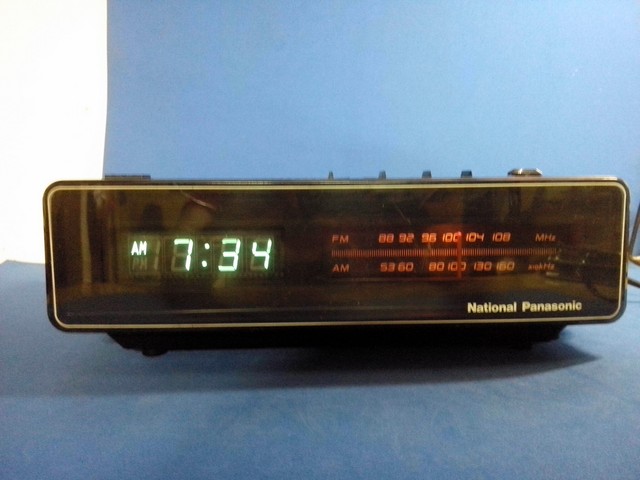 AM 7:34
FM 88 92 96 100 104 108 MHz
AM 53 60 80 100 130 160 x10kHz
National Panasonic